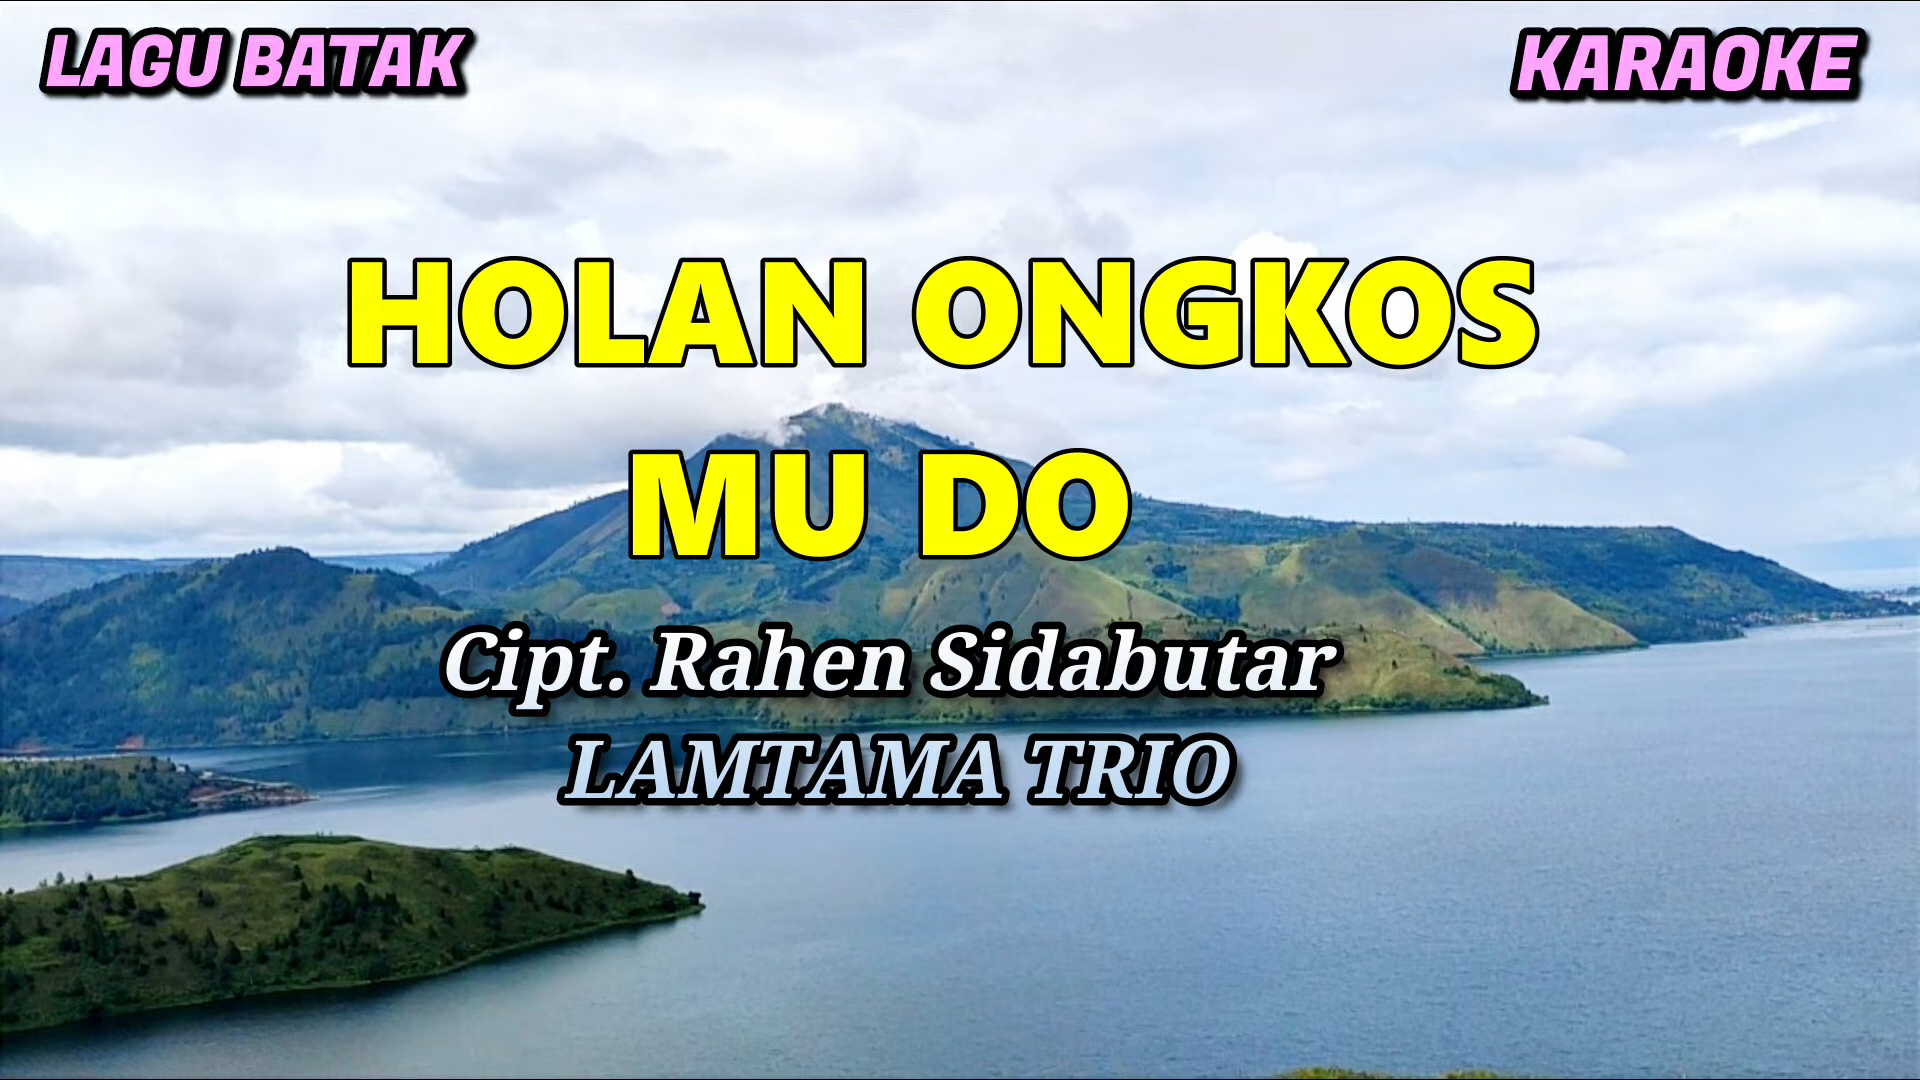 LAGU BATAK
KARAOKE
HOLAN ONGKOS
MU DO
Cipt. Rahen Sidabutar
LAMTAMA TRIO